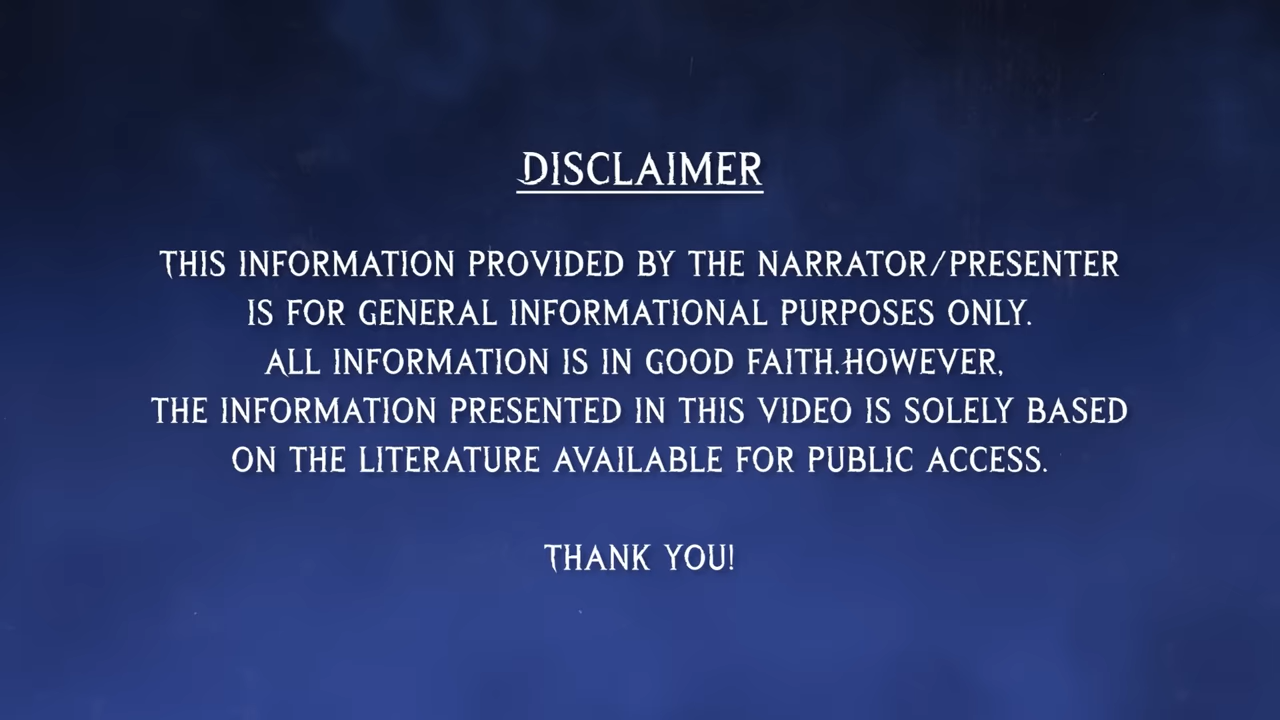 DISCLAIMER
THIS INFORMATION PROVIDED BY THE NARRATOR/PRESENTER
IS FOR GENERAL INFORMATIONAL PURPOSES ONLY.
ALL INFORMATION IS IN GOOD FAITH.HOWEVER,
THE INFORMATION PRESENTED IN THIS VIDEO IS SOLELY BASED
ON THE LITERATURE AVAILABLE FOR PUBLIC ACCESS.
THANK YOU!